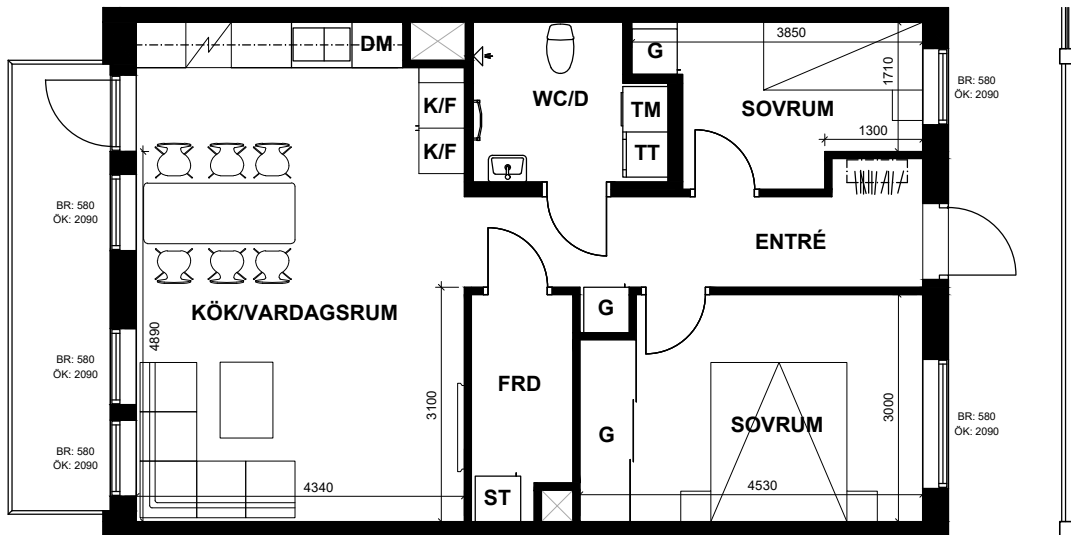 DM
G
3850
1710
BR: 580
ÖK: 2090
K/F
WC/D
TM
SOVRUM
K/F
TT
1300
BR: 580
ÖK: 2090
ENTRÉ
KÖK/VARDAGSRUM
G
4890
BR: 580
ÖK: 2090
FRD
3100
3000
SOVRUM
BR: 580
ÖK: 2090
G
BR: 580
ÖK: 2090
4340
ST
4530